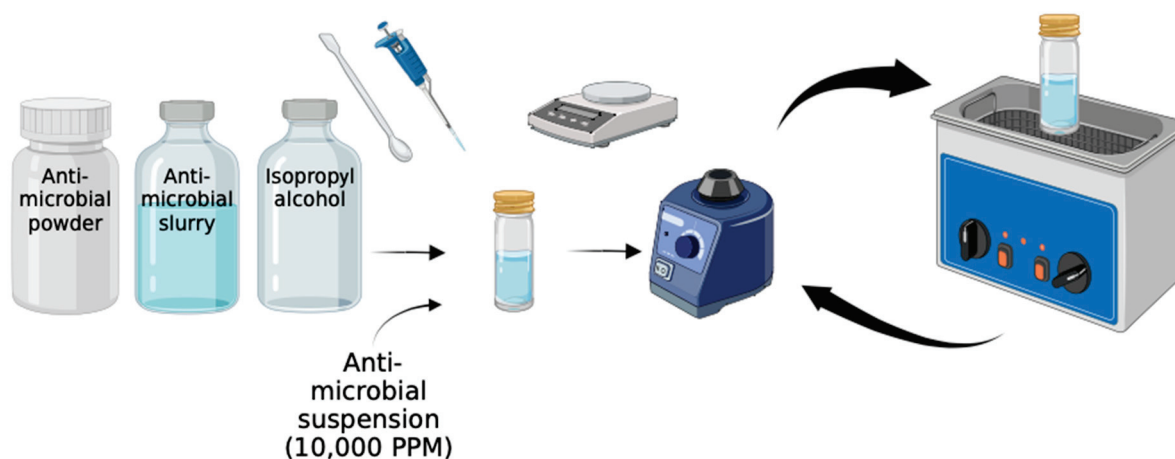 Anti-
microbial
powder
Anti-
microbial
slurry
Isopropyl
alcohol
Anti-
microbial
suspension
(10,000 PPM)